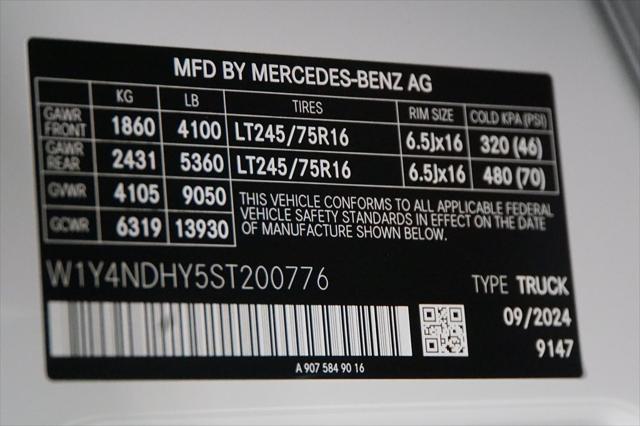 MFD BY MERCEDES-BENZ AG
KG LB TIRES RIM SIZE COLD KPA (PSI)
GAWR FRONT 1860 4100 LT245/75R16 6.5Jx16 320 (46)
GAWR REAR 2431 5360 LT245/75R16 6.5Jx16 480 (70)
GVWR 4105 9050
GCWR 6319 13930
THIS VEHICLE CONFORMS TO ALL APPLICABLE FEDERAL
VEHICLE SAFETY STANDARDS IN EFFECT ON THE DATE
OF MANUFACTURE SHOWN BELOW.
W1Y4NDHY5ST200776
TYPE TRUCK
09/2024
9147
A 907 584 90 16